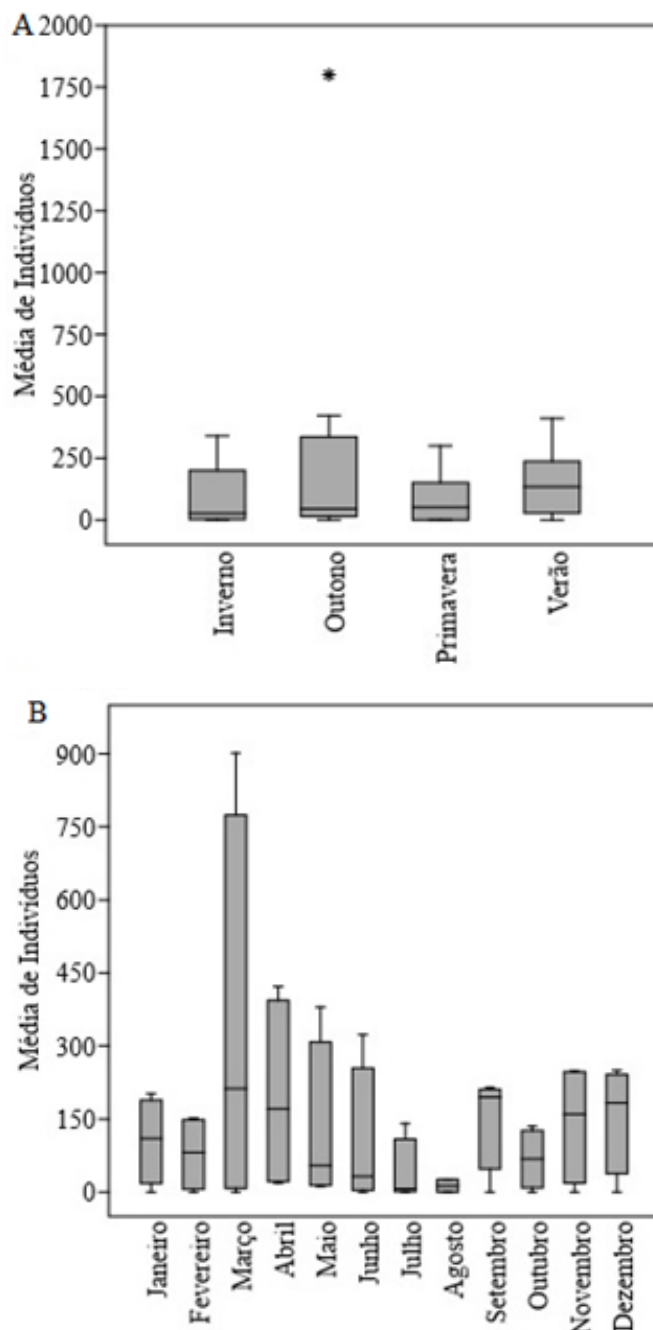 A
2000
1750
1500
1250
1000
750
500
250
0
Média de Indivíduos
Inverno
Outono
Primavera
Verão
B
900
750
600
450
300
150
0
Média de Indivíduos
Janeiro
Fevereiro
Março
Abril
Maio
Junho
Julho
Agosto
Setembro
Outubro
Novembro
Dezembro